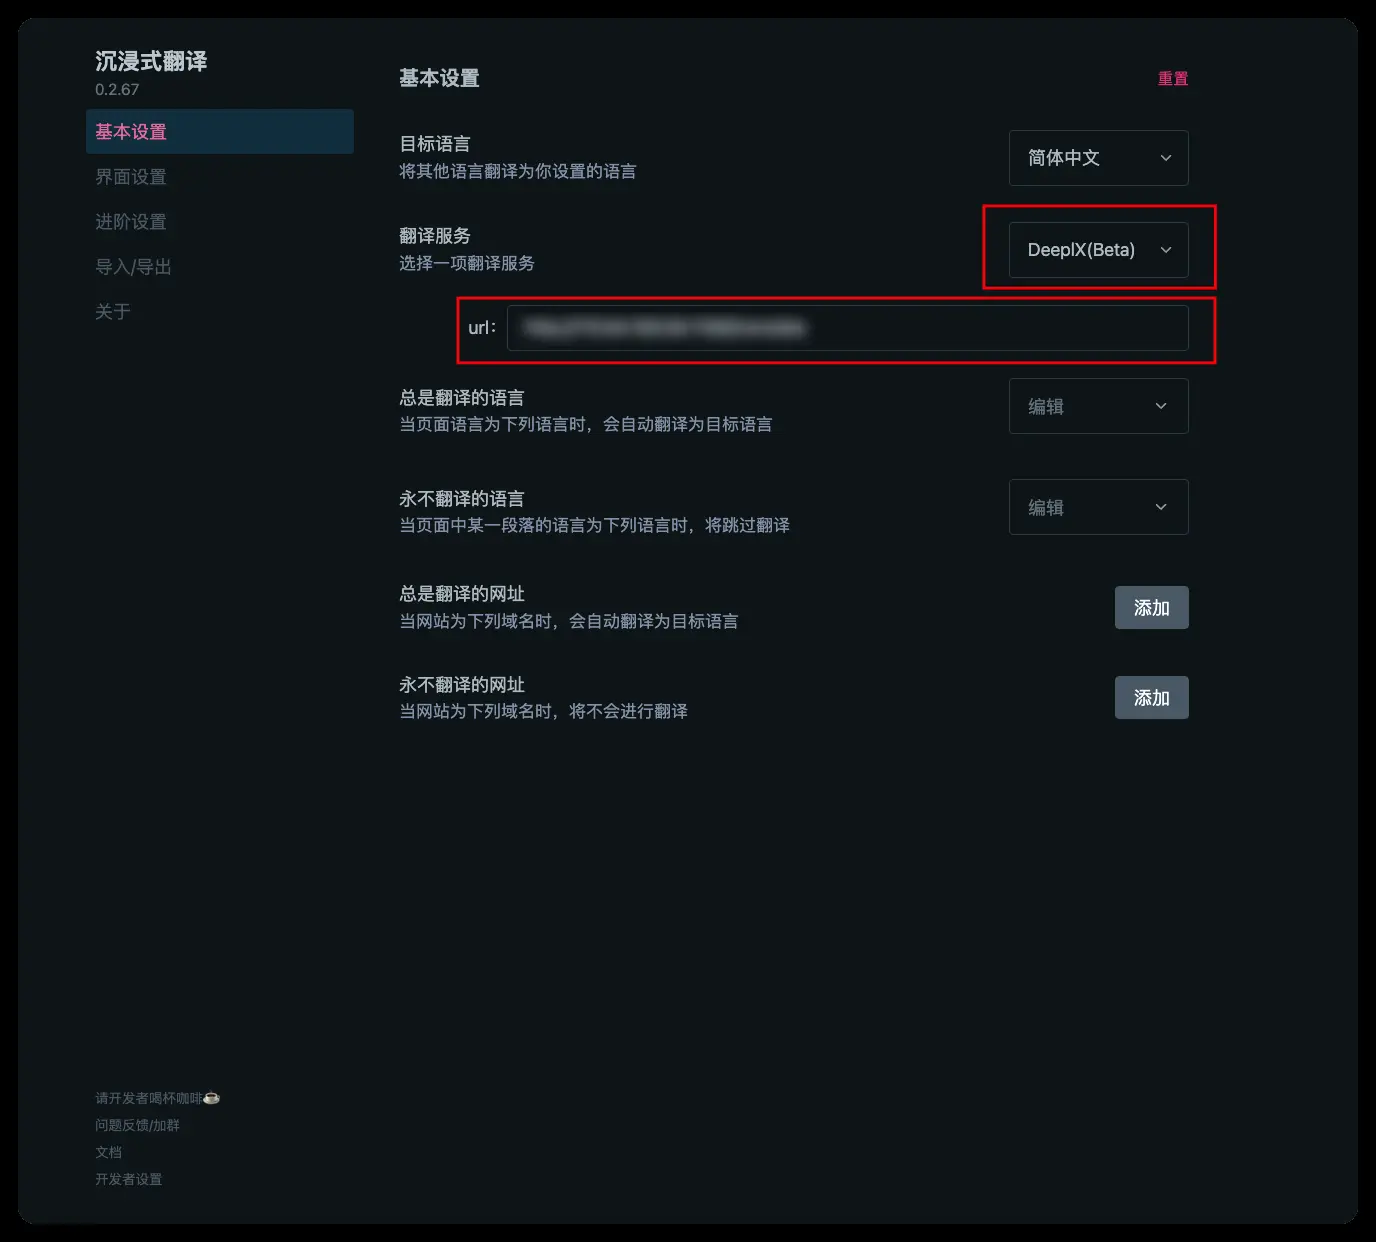 沉浸式翻译
0.2.67
基本设置
界面设置
进阶设置
导入/导出
关于
基本设置
重置
目标语言
将其他语言翻译为你设置的语言
简体中文
翻译服务
选择一项翻译服务
DeeplX(Beta)
url：
总是翻译的语言
当页面语言为下列语言时，会自动翻译为目标语言
编辑
永不翻译的语言
当页面中某一段落的语言为下列语言时，将跳过翻译
编辑
总是翻译的网址
当网站为下列域名时，会自动翻译为目标语言
添加
永不翻译的网址
当网站为下列域名时，将不会进行翻译
添加
请开发者喝杯咖啡☕
问题反馈/加群
文档
开发者设置